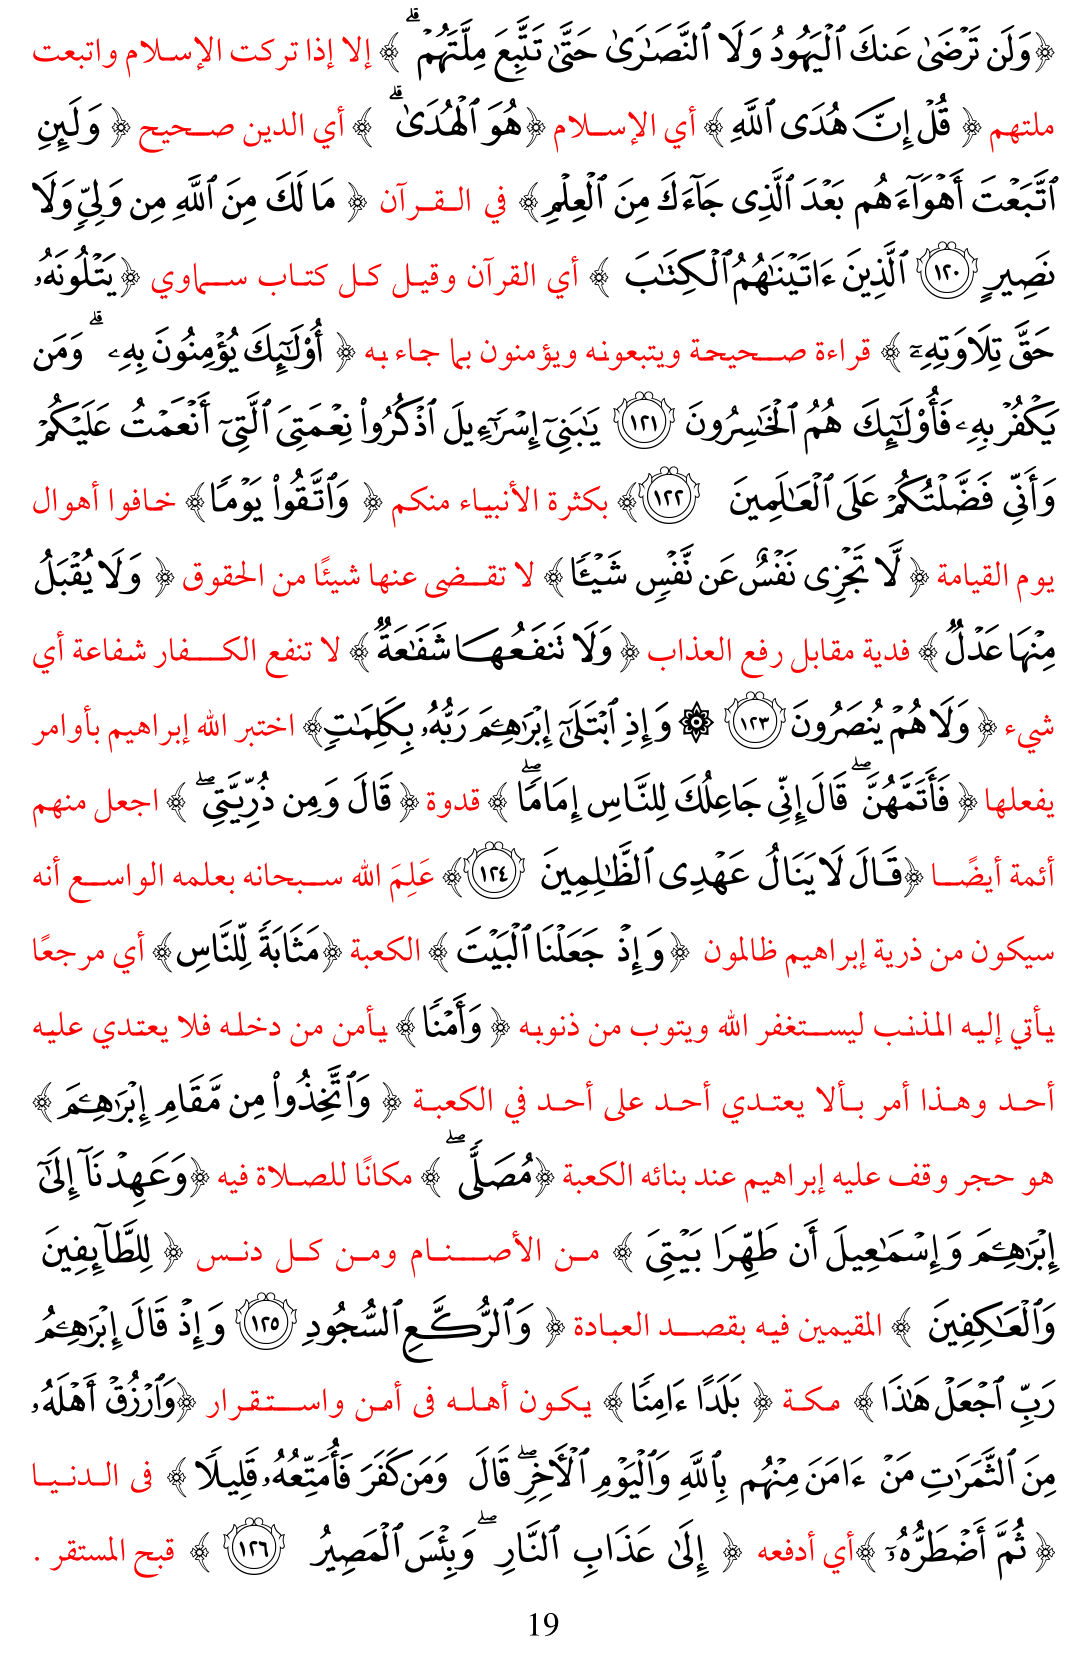 ﴿وَلَن تَرْضَىٰ عَنكَ ٱلْيَهُودُ وَلَا ٱلنَّصَـٰرَىٰ حَتَّىٰ تَتَّبِعَ مِلَّتَهُمْ ۗ ﴾ إلا إذا تركت الإسلام واتبعت
ملتهم ﴿ قُلْ إِنَّ هُدَى ٱللَّهِ ﴾ أي الإسلام ﴿هُوَ ٱلْهُدَىٰ ۗ ﴾ أي الدين صحيح ﴿ وَلَئِنِ
ٱتَّبَعْتَ أَهْوَآءَهُم بَعْدَ ٱلَّذِى جَآءَكَ مِنَ ٱلْعِلْمِ﴾ في القرآن ﴿ مَا لَكَ مِنَ ٱللَّهِ مِن وَلِىٍّ وَلَا
نَصِيرٍ ١٢٠ ٱلَّذِينَ ءَاتَيْنَـٰهُمُ ٱلْكِتَـٰبَ ﴾ أي القرآن وقيل كل كتاب سماوي ﴿يَتْلُونَهُۥ
حَقَّ تِلَاوَتِهِۦٓ ﴾ قراءة صحيحة ويتبعونه ويؤمنون بما جاء به ﴿ أُو۟لَـٰٓئِكَ يُؤْمِنُونَ بِهِۦ ۗ وَمَن
يَكْفُرْ بِهِۦ فَأُو۟لَـٰٓئِكَ هُمُ ٱلْخَـٰسِرُونَ ١٢١ يَـٰبَنِىٓ إِسْرَٰٓءِيلَ ٱذْكُرُوا۟ نِعْمَتِىَ ٱلَّتِىٓ أَنْعَمْتُ عَلَيْكُمْ
وَأَنِّى فَضَّلْتُكُمْ عَلَى ٱلْعَـٰلَمِينَ ١٢٢﴾ بكثرة الأنبياء منكم ﴿ وَٱتَّقُوا۟ يَوْمًا﴾ خافوا أهوال
يوم القيامة ﴿لَّا تَجْزِى نَفْسٌ عَن نَّفْسٍ شَيْـًٔا﴾ لا تقضى عنها شيئًا من الحقوق ﴿ وَلَا يُقْبَلُ
مِنْهَا عَدْلٌ ﴾ فدية مقابل رفع العذاب ﴿وَلَا تَنفَعُهَا شَفَـٰعَةٌ ﴾ لا تنفع الكفار شفاعة أي
شيء ﴿ وَلَا هُمْ يُنصَرُونَ ١٢٣ ۞ وَإِذِ ٱبْتَلَىٰٓ إِبْرَٰهِـۧمَ رَبُّهُۥ بِكَلِمَـٰتٍ﴾ اختبر الله إبراهيم بأوامر
يفعلها ﴿ فَأَتَمَّهُنَّ ۖ قَالَ إِنِّى جَاعِلُكَ لِلنَّاسِ إِمَامًا ۖ ﴾ قدوة ﴿ قَالَ وَمِن ذُرِّيَّتِى ۖ ﴾ اجعل منهم
أئمة أيضًا ﴿قَالَ لَا يَنَالُ عَهْدِى ٱلظَّـٰلِمِينَ ١٢٤﴾ عَلِمَ الله سبحانه بعلمه الواسع أنه
سيكون من ذرية إبراهيم ظالمون ﴿وَإِذْ جَعَلْنَا ٱلْبَيْتَ ﴾ الكعبة ﴿مَثَابَةً لِّلنَّاسِ﴾ أي مرجعًا
يأتي إليه المذنب ليستغفر الله ويتوب من ذنوبه ﴿ وَأَمْنًا﴾ يأمن من دخله فلا يعتدي عليه
أحد وهذا أمر بألا يعتدي أحد على أحد في الكعبة ﴿ وَٱتَّخِذُوا۟ مِن مَّقَامِ إِبْرَٰهِـۧمَ ﴾
هو حجر وقف عليه إبراهيم عند بنائه الكعبة ﴿مُصَلًّى ۖ ﴾ مكانًا للصلاة فيه ﴿وَعَهِدْنَآ إِلَىٰٓ
إِبْرَٰهِـۧمَ وَإِسْمَـٰعِيلَ أَن طَهِّرَا بَيْتِىَ ﴾ من الأصنام ومن كل دنس ﴿ لِلطَّآئِفِينَ
وَٱلْعَـٰكِفِينَ ﴾ المقيمين فيه بقصد العبادة ﴿ وَٱلرُّكَّعِ ٱلسُّجُودِ ١٢٥ وَإِذْ قَالَ إِبْرَٰهِـۧمُ
رَبِّ ٱجْعَلْ هَـٰذَا ﴾ مكة ﴿ بَلَدًا ءَامِنًا ﴾ يكون أهله فى أمن واستقرار ﴿وَٱرْزُقْ أَهْلَهُۥ
مِنَ ٱلثَّمَرَٰتِ مَنْ ءَامَنَ مِنْهُم بِٱللَّهِ وَٱلْيَوْمِ ٱلْـَٔاخِرِ ۖ قَالَ وَمَن كَفَرَ فَأُمَتِّعُهُۥ قَلِيلًا ﴾ فى الدنيا
﴿ ثُمَّ أَضْطَرُّهُۥٓ ﴾أي أدفعه ﴿ إِلَىٰ عَذَابِ ٱلنَّارِ ۖ وَبِئْسَ ٱلْمَصِيرُ ١٢٦ ﴾ قبح المستقر .
19